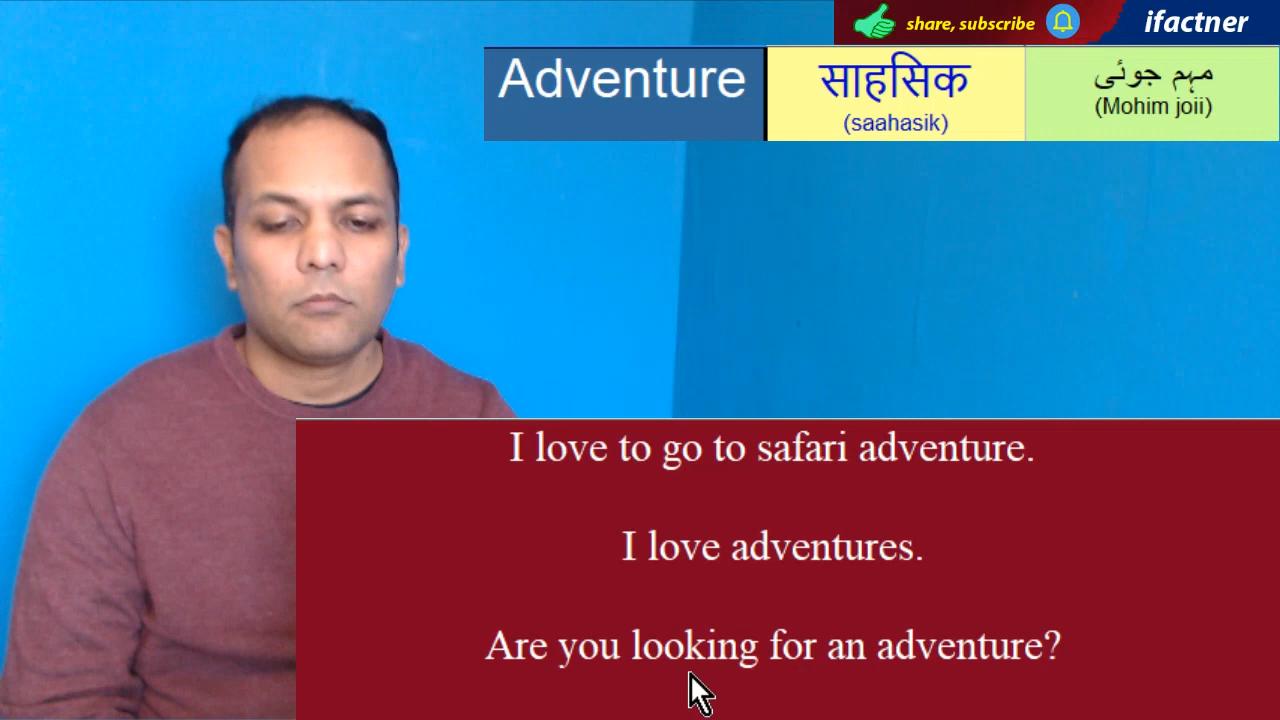 share, subscribe ifactner
Adventure साहसिक مہم جوئی
(saahasik) (Mohim joii)
I love to go to safari adventure.
I love adventures.
Are you looking for an adventure?